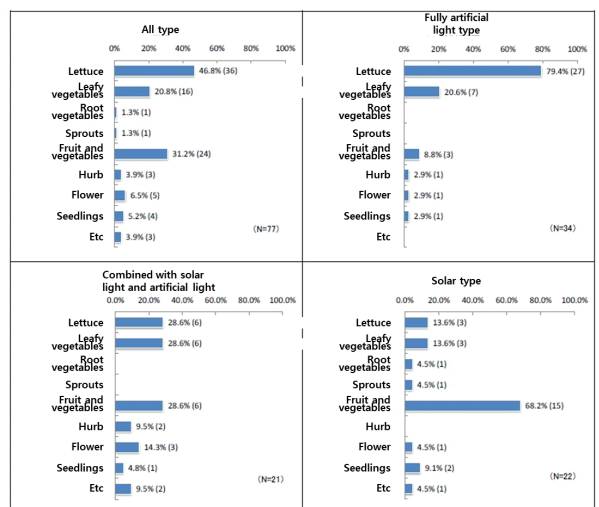 All type
0% 20% 40% 60% 80% 100%
Lettuce 46.8% (36)
Leafy
vegetables 20.8% (16)
Root
vegetables 1.3% (1)
Sprouts 1.3% (1)
Fruit and
vegetables 31.2% (24)
Hurb 3.9% (3)
Flower 6.5% (5)
Seedlings 5.2% (4)
Etc 3.9% (3)
(N=77)
Fully artificial
light type
0% 20% 40% 60% 80% 100%
Lettuce 79.4% (27)
Leafy
vegetables 20.6% (7)
Root
vegetables
Sprouts
Fruit and
vegetables 8.8% (3)
Hurb 2.9% (1)
Flower 2.9% (1)
Seedlings 2.9% (1)
Etc
(N=34)
Combined with solar
light and artificial light
0.0% 20.0% 40.0% 60.0% 80.0% 100.0%
Lettuce 28.6% (6)
Leafy
vegetables 28.6% (6)
Root
vegetables
Sprouts
Fruit and
vegetables 28.6% (6)
Hurb 9.5% (2)
Flower 14.3% (3)
Seedlings 4.8% (1)
Etc 9.5% (2)
(N=21)
Solar type
0.0% 20.0% 40.0% 60.0% 80.0% 100.0%
Lettuce 13.6% (3)
Leafy
vegetables 13.6% (3)
Root
vegetables 4.5% (1)
Sprouts 4.5% (1)
Fruit and
vegetables 68.2% (15)
Hurb
Flower 4.5% (1)
Seedlings 9.1% (2)
Etc 4.5% (1)
(N=22)